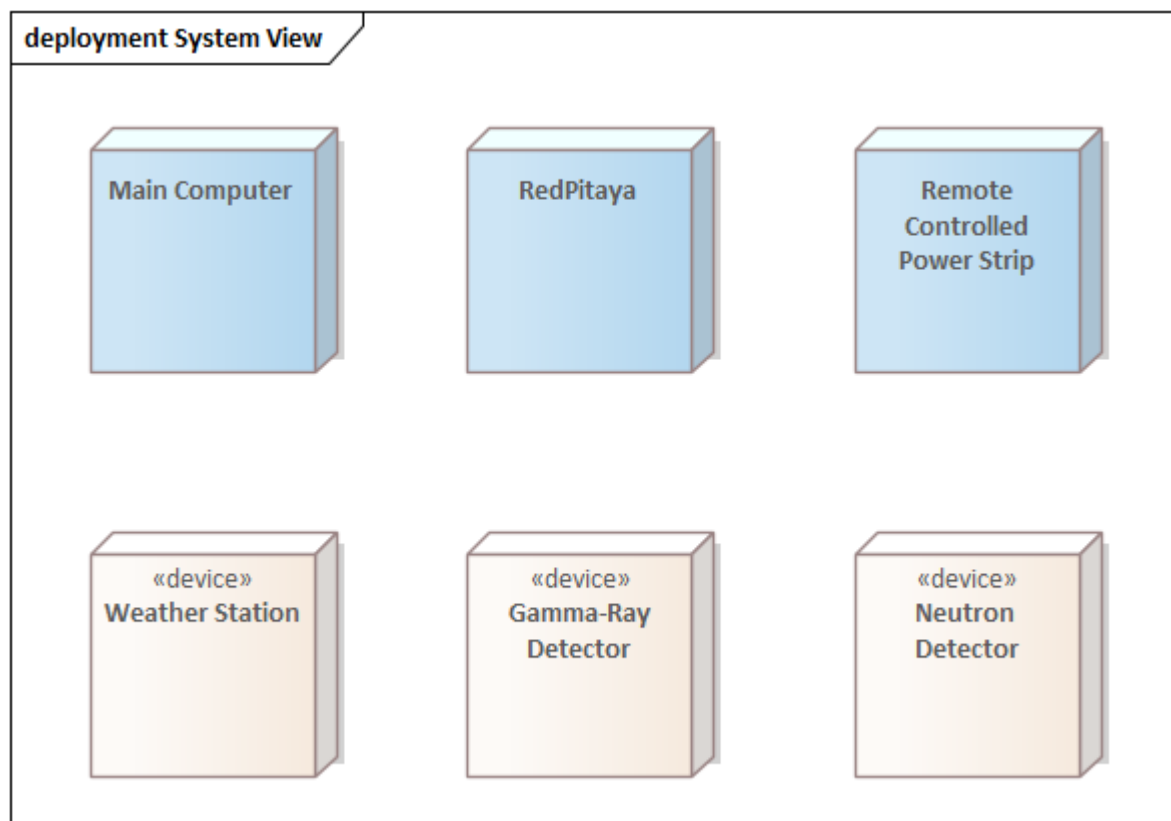 deployment System View
Main Computer
RedPitaya
Remote
Controlled
Power Strip
«device»
Weather Station
«device»
Gamma-Ray
Detector
«device»
Neutron
Detector